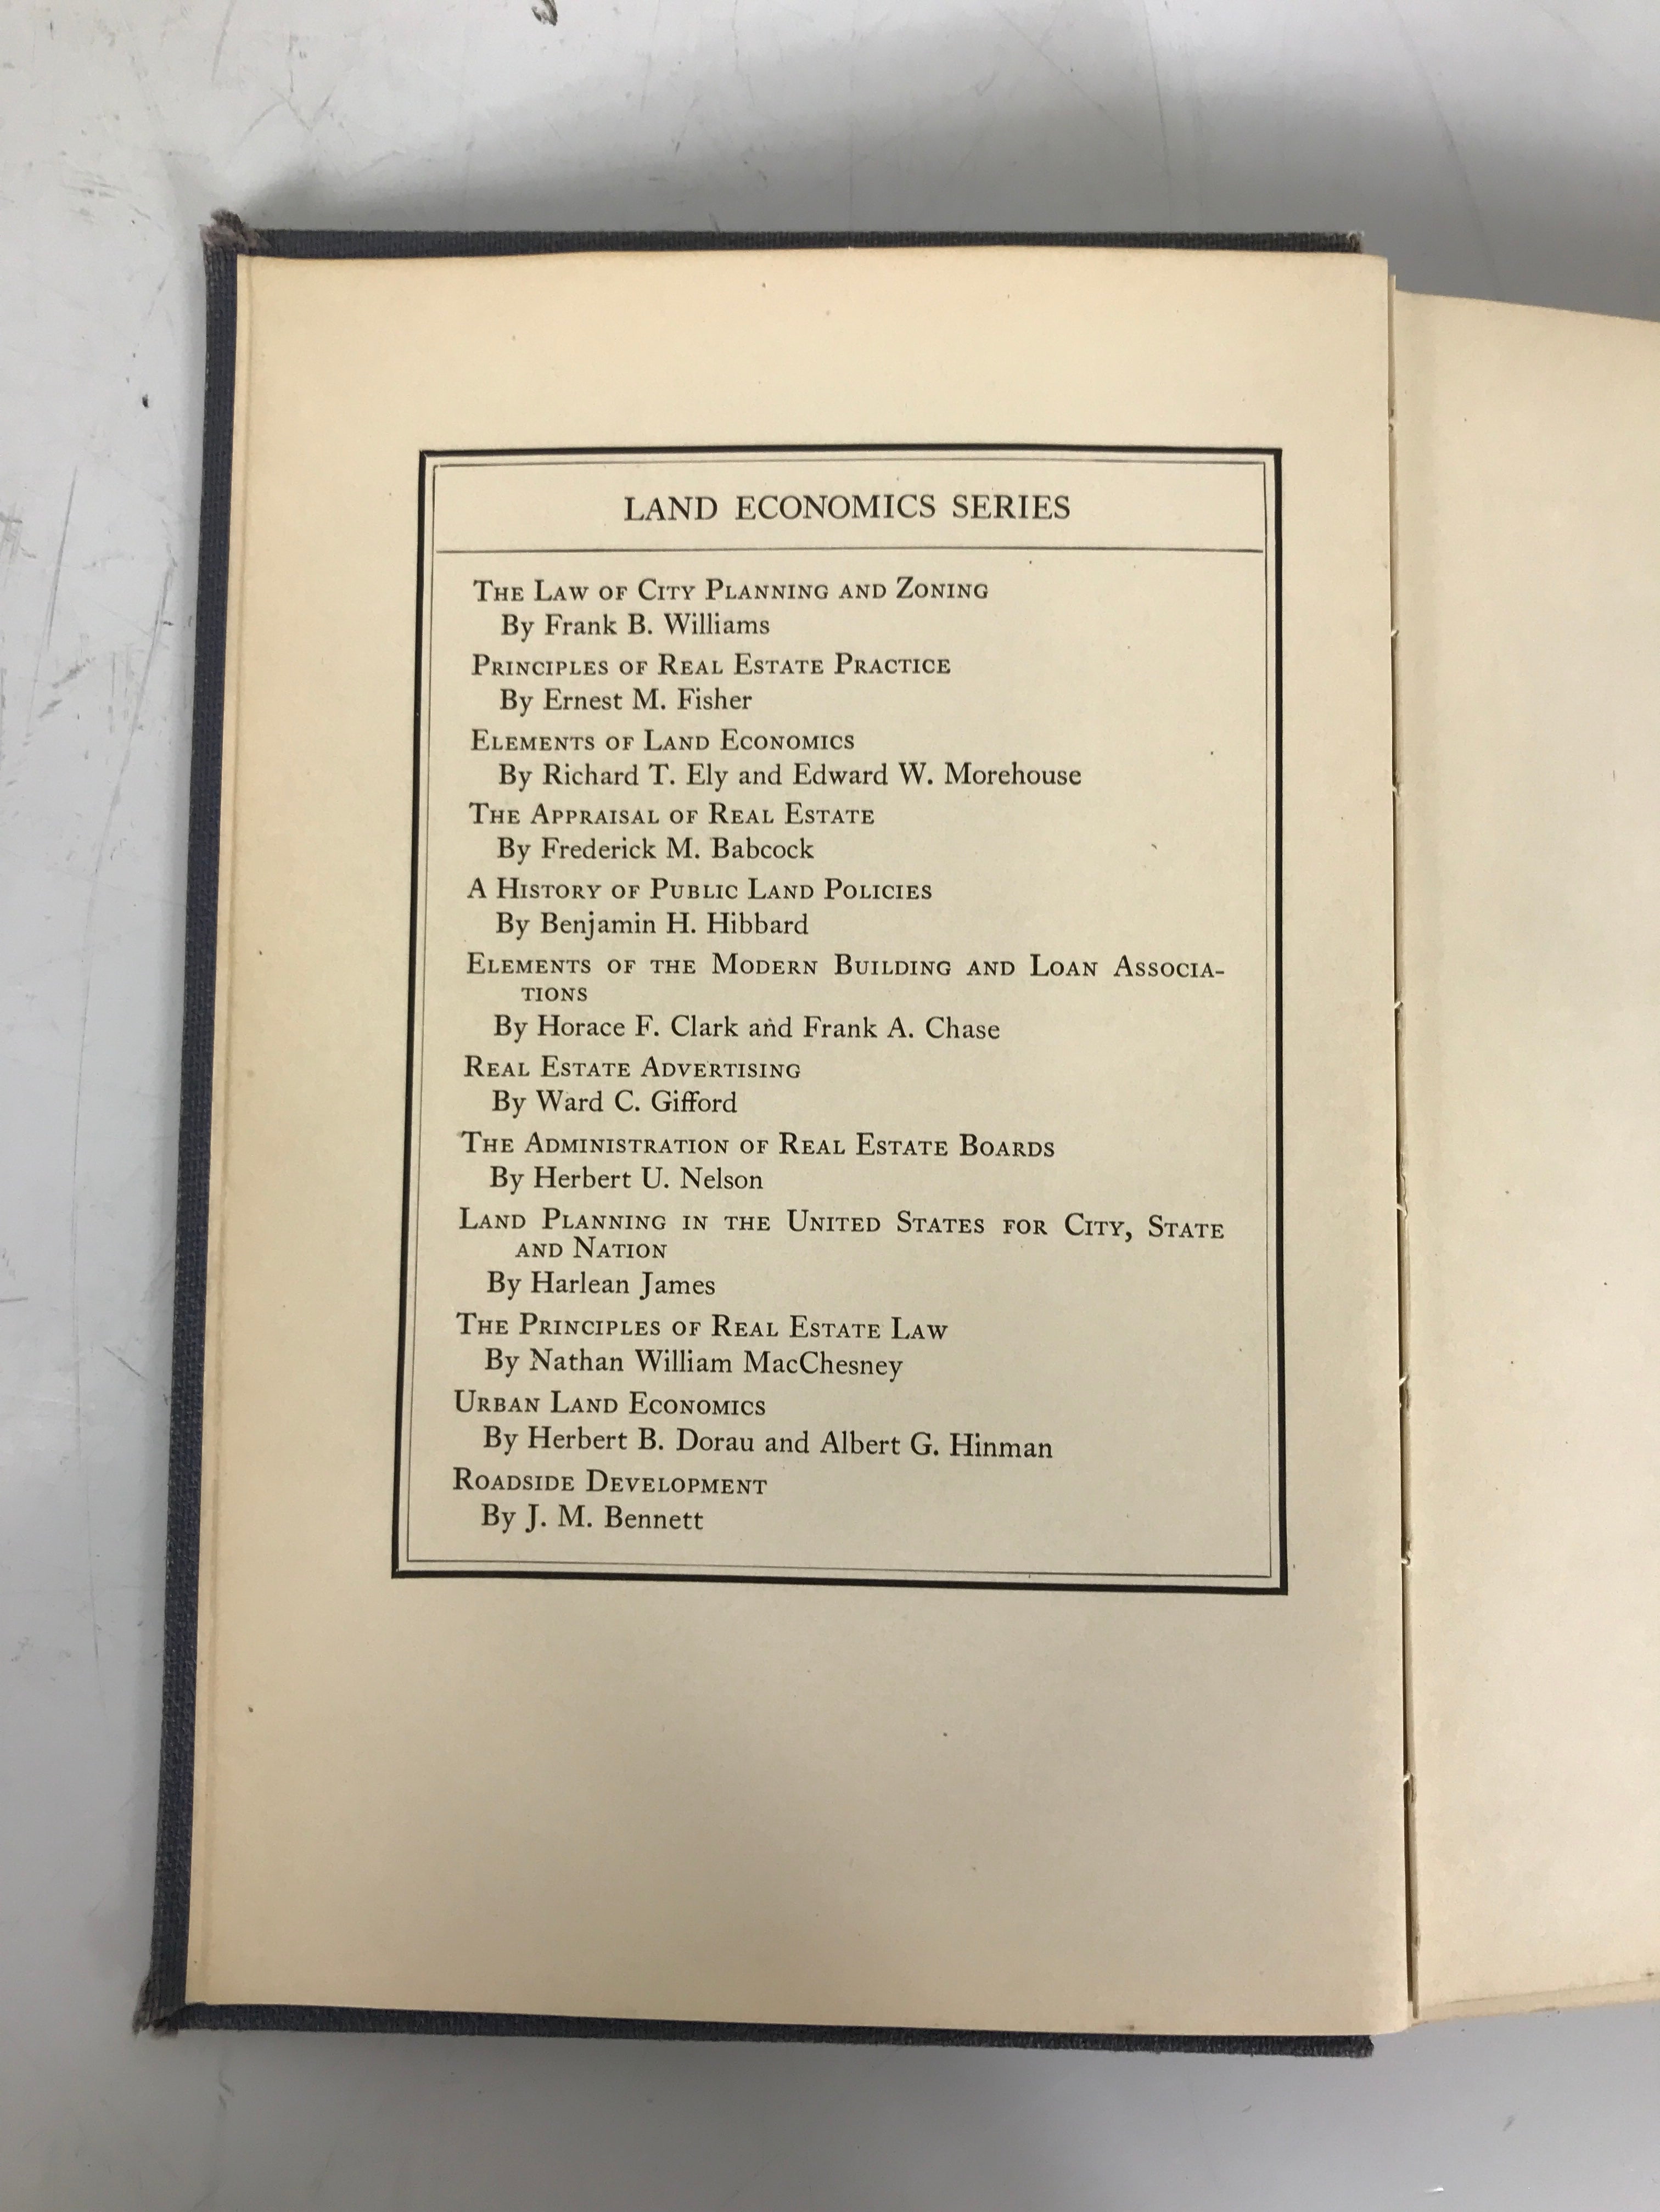 LAND ECONOMICS SERIES
The Law of City Planning and Zoning
By Frank B. Williams
Principles of Real Estate Practice
By Ernest M. Fisher
Elements of Land Economics
By Richard T. Ely and Edward W. Morehouse
The Appraisal of Real Estate
By Frederick M. Babcock
A History of Public Land Policies
By Benjamin H. Hibbard
Elements of the Modern Building and Loan Associa-
tions
By Horace F. Clark and Frank A. Chase
Real Estate Advertising
By Ward C. Gifford
The Administration of Real Estate Boards
By Herbert U. Nelson
Land Planning in the United States for City, State
and Nation
By Harlean James
The Principles of Real Estate Law
By Nathan William MacChesney
Urban Land Economics
By Herbert B. Dorau and Albert G. Hinman
Roadside Development
By J. M. Bennett